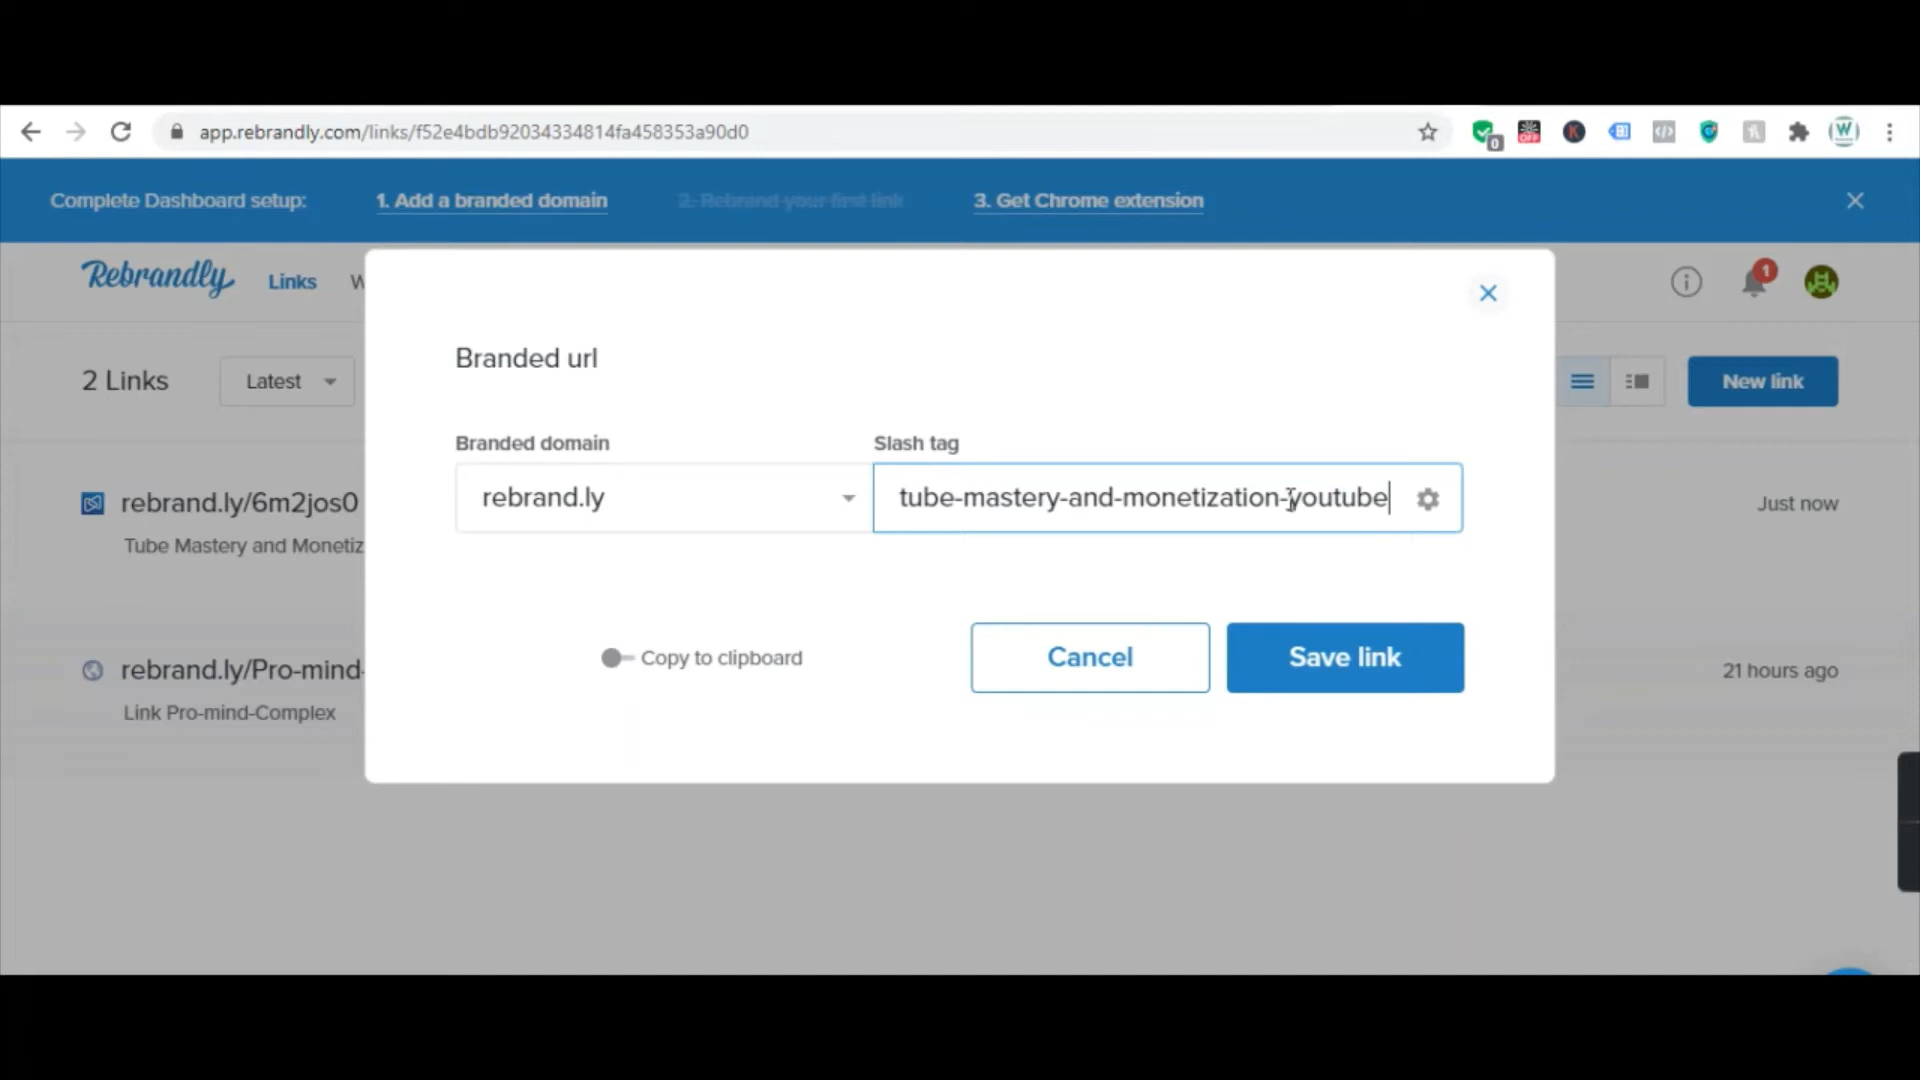 app.rebrandly.com/links/f52e4bdb92034334814fa458353a90d0
0
OFF
K
W
Complete Dashboard setup:
1. Add a branded domain
2. Rebrand your first link
3. Get Chrome extension
Rebrandly
Links
W
1
2 Links
Latest
New link
Branded url
Branded domain
Slash tag
rebrand.ly
tube-mastery-and-monetization-youtube
rebrand.ly/6m2jos0
Just now
Tube Mastery and Monetiz
Copy to clipboard
Cancel
Save link
rebrand.ly/Pro-mind-
21 hours ago
Link Pro-mind-Complex